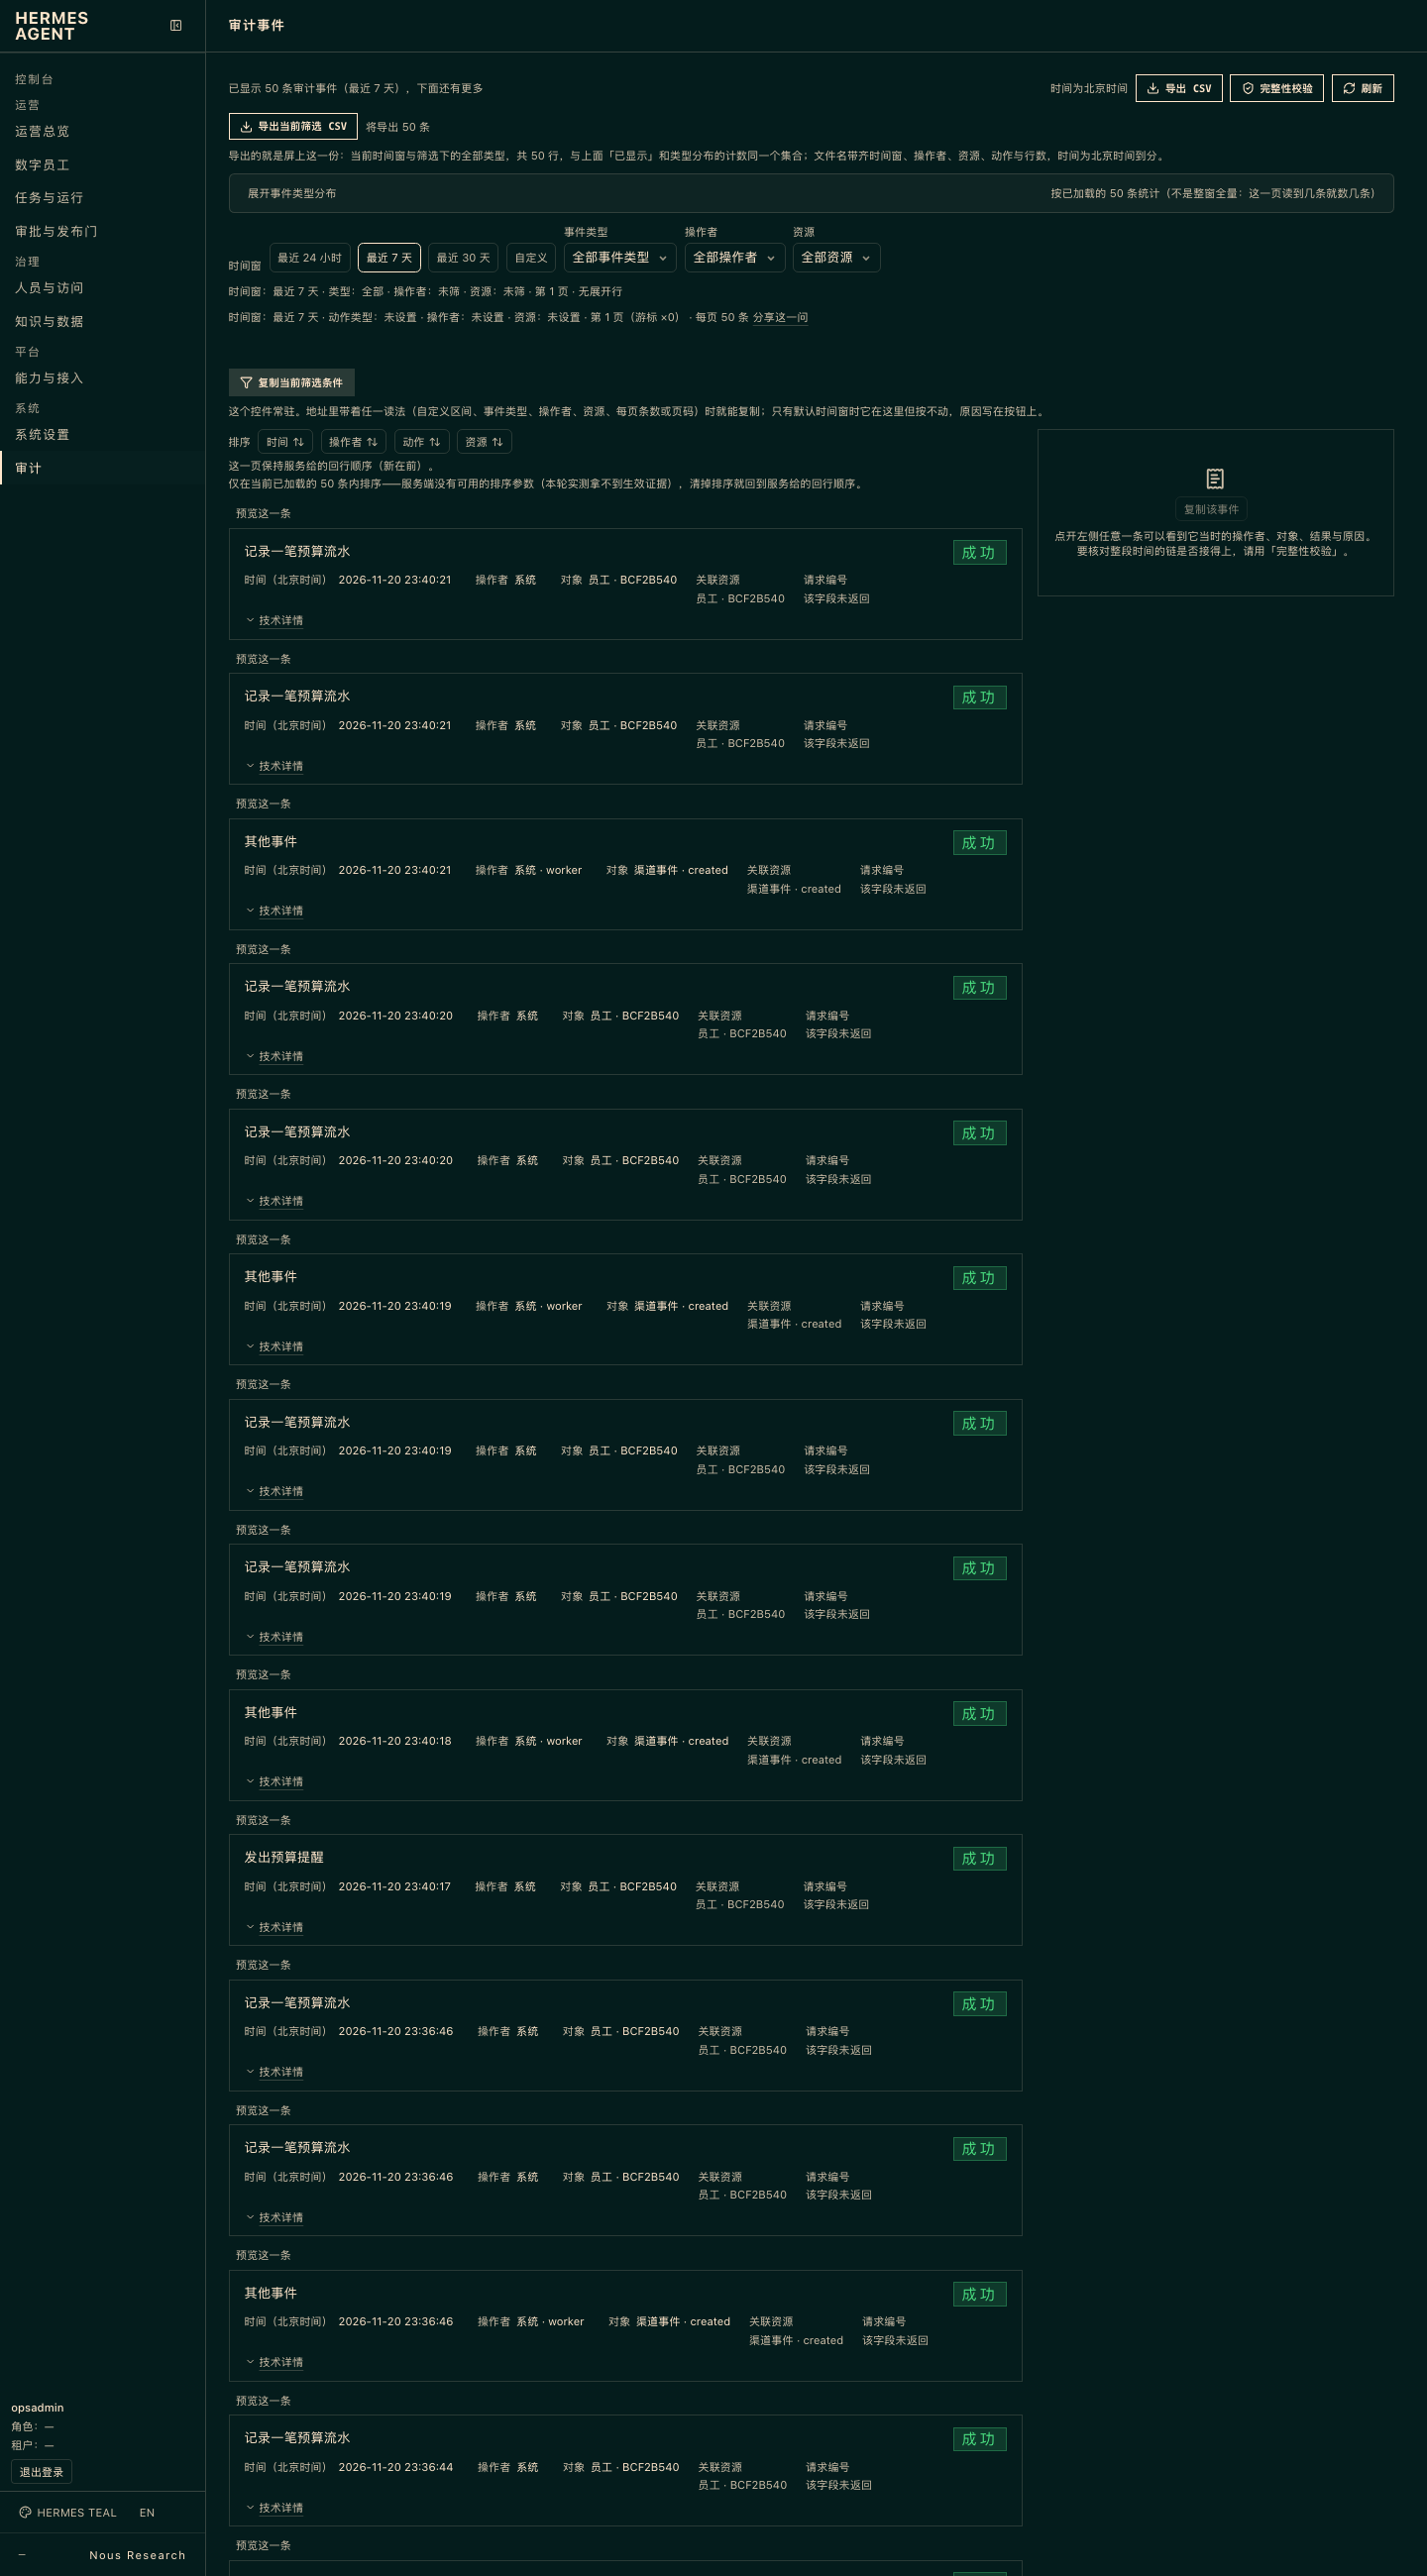 HERMES
AGENT
控制台
运营
运营总览
数字员工
任务与运行
审批与发布门
治理
人员与访问
知识与数据
平台
能力与接入
系统
系统设置
审计
opsadmin
角色：—
租户：—
退出登录
HERMES TEAL EN
— Nous Research
审计事件
已显示 50 条审计事件（最近 7 天），下面还有更多
时间为北京时间 导出 CSV 完整性校验 刷新
导出当前筛选 CSV 将导出 50 条
导出的就是屏上这一份：当前时间窗与筛选下的全部类型，共 50 行，与上面「已显示」和类型分布的计数同一个集合；文件名带齐时间窗、操作者、资源、动作与行数，时间为北京时间到分。
展开事件类型分布 按已加载的 50 条统计（不是整窗全量：这一页读到几条就数几条）
事件类型 操作者 资源
时间窗 最近 24 小时 最近 7 天 最近 30 天 自定义 全部事件类型 全部操作者 全部资源
时间窗：最近 7 天 · 类型：全部 · 操作者：未筛 · 资源：未筛 · 第 1 页 · 无展开行
时间窗：最近 7 天 · 动作类型：未设置 · 操作者：未设置 · 资源：未设置 · 第 1 页（游标 ×0） · 每页 50 条 分享这一问
复制当前筛选条件
这个控件常驻。地址里带着任一读法（自定义区间、事件类型、操作者、资源、每页条数或页码）时就能复制；只有默认时间窗时它在这里但按不动，原因写在按钮上。
排序 时间 操作者 动作 资源
这一页保持服务给的回行顺序（新在前）。
仅在当前已加载的 50 条内排序——服务端没有可用的排序参数（本轮实测拿不到生效证据），清掉排序就回到服务给的回行顺序。
复制该事件
点开左侧任意一条可以看到它当时的操作者、对象、结果与原因。
要核对整段时间的链是否接得上，请用「完整性校验」。
预览这一条
记录一笔预算流水 成功
时间（北京时间） 2026-11-20 23:40:21 操作者 系统 对象 员工 · BCF2B540 关联资源 请求编号
员工 · BCF2B540 该字段未返回
技术详情
预览这一条
记录一笔预算流水 成功
时间（北京时间） 2026-11-20 23:40:21 操作者 系统 对象 员工 · BCF2B540 关联资源 请求编号
员工 · BCF2B540 该字段未返回
技术详情
预览这一条
其他事件 成功
时间（北京时间） 2026-11-20 23:40:21 操作者 系统 · worker 对象 渠道事件 · created 关联资源 请求编号
渠道事件 · created 该字段未返回
技术详情
预览这一条
记录一笔预算流水 成功
时间（北京时间） 2026-11-20 23:40:20 操作者 系统 对象 员工 · BCF2B540 关联资源 请求编号
员工 · BCF2B540 该字段未返回
技术详情
预览这一条
记录一笔预算流水 成功
时间（北京时间） 2026-11-20 23:40:20 操作者 系统 对象 员工 · BCF2B540 关联资源 请求编号
员工 · BCF2B540 该字段未返回
技术详情
预览这一条
其他事件 成功
时间（北京时间） 2026-11-20 23:40:19 操作者 系统 · worker 对象 渠道事件 · created 关联资源 请求编号
渠道事件 · created 该字段未返回
技术详情
预览这一条
记录一笔预算流水 成功
时间（北京时间） 2026-11-20 23:40:19 操作者 系统 对象 员工 · BCF2B540 关联资源 请求编号
员工 · BCF2B540 该字段未返回
技术详情
预览这一条
记录一笔预算流水 成功
时间（北京时间） 2026-11-20 23:40:19 操作者 系统 对象 员工 · BCF2B540 关联资源 请求编号
员工 · BCF2B540 该字段未返回
技术详情
预览这一条
其他事件 成功
时间（北京时间） 2026-11-20 23:40:18 操作者 系统 · worker 对象 渠道事件 · created 关联资源 请求编号
渠道事件 · created 该字段未返回
技术详情
预览这一条
发出预算提醒 成功
时间（北京时间） 2026-11-20 23:40:17 操作者 系统 对象 员工 · BCF2B540 关联资源 请求编号
员工 · BCF2B540 该字段未返回
技术详情
预览这一条
记录一笔预算流水 成功
时间（北京时间） 2026-11-20 23:36:46 操作者 系统 对象 员工 · BCF2B540 关联资源 请求编号
员工 · BCF2B540 该字段未返回
技术详情
预览这一条
记录一笔预算流水 成功
时间（北京时间） 2026-11-20 23:36:46 操作者 系统 对象 员工 · BCF2B540 关联资源 请求编号
员工 · BCF2B540 该字段未返回
技术详情
预览这一条
其他事件 成功
时间（北京时间） 2026-11-20 23:36:46 操作者 系统 · worker 对象 渠道事件 · created 关联资源 请求编号
渠道事件 · created 该字段未返回
技术详情
预览这一条
记录一笔预算流水 成功
时间（北京时间） 2026-11-20 23:36:44 操作者 系统 对象 员工 · BCF2B540 关联资源 请求编号
员工 · BCF2B540 该字段未返回
技术详情
预览这一条